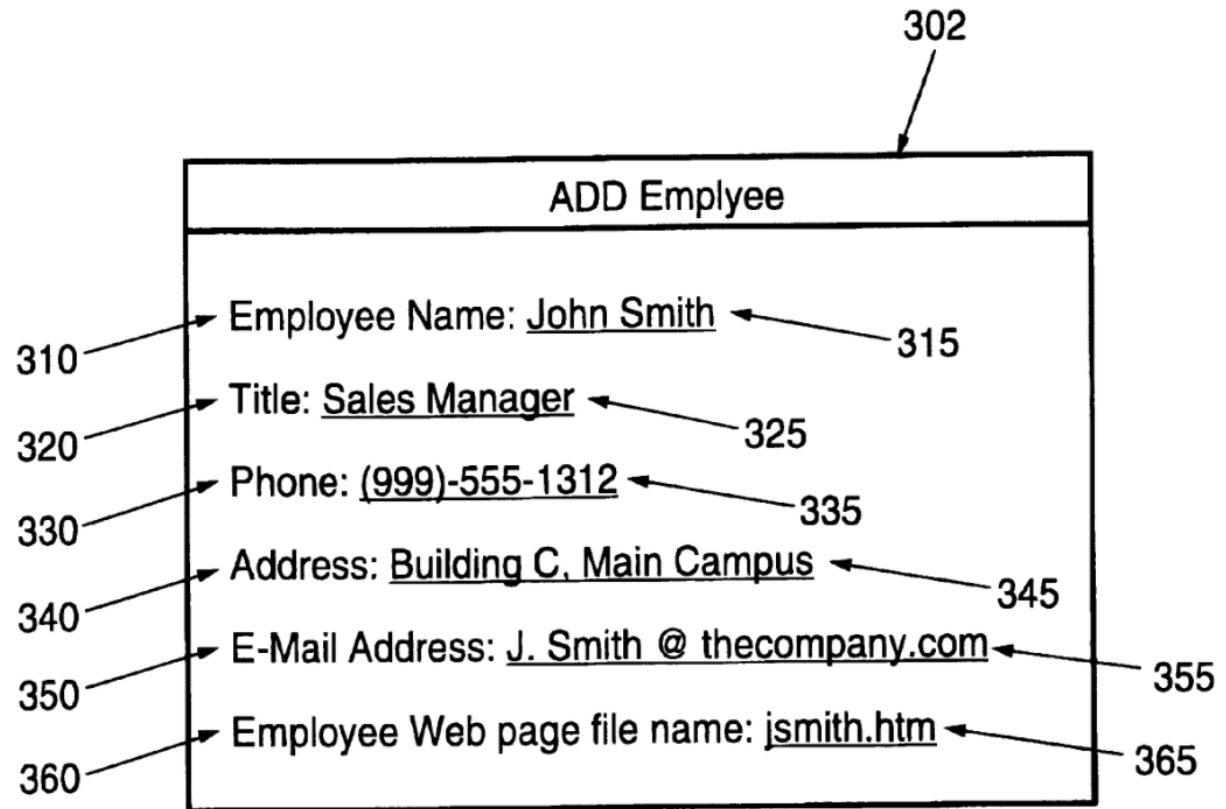 302
ADD Emplyee
Employee Name: John Smith
315
310
Title: Sales Manager
325
320
Phone: (999)-555-1312
335
330
Address: Building C, Main Campus
345
340
E-Mail Address: J. Smith @ thecompany.com
355
350
Employee Web page file name: jsmith.htm
365
360